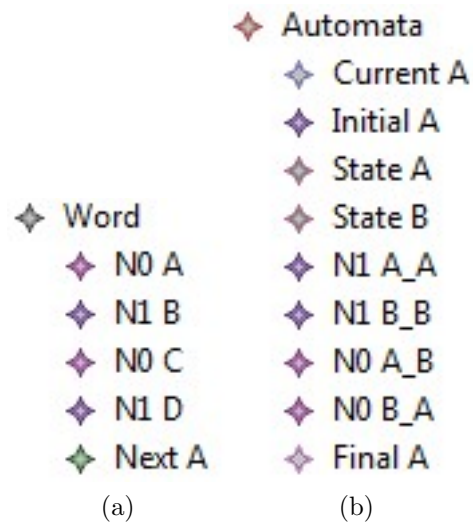 Word
N0 A
N1 B
N0 C
N1 D
Next A
(a)
Automata
Current A
Initial A
State A
State B
N1 A_A
N1 B_B
N0 A_B
N0 B_A
Final A
(b)